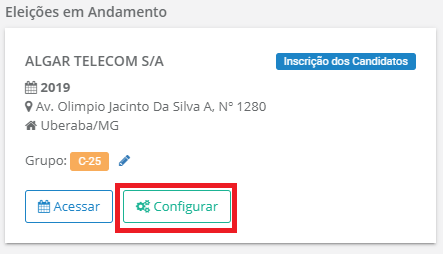 Eleições em Andamento
ALGAR TELECOM S/A
Inscrição dos Candidatos
2019
Av. Olimpio Jacinto Da Silva A, Nº 1280
Uberaba/MG
Grupo: C-25
Acessar
Configurar